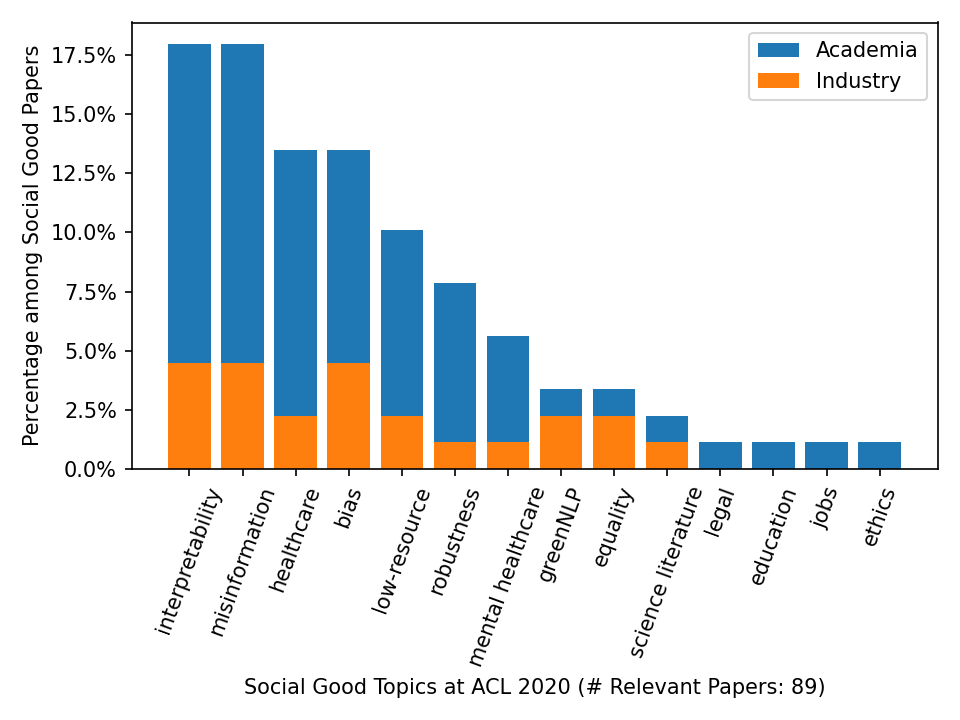 Percentage among Social Good Papers
17.5%
15.0%
12.5%
10.0%
7.5%
5.0%
2.5%
0.0%
Academia
Industry
interpretability
misinformation
healthcare
bias
low-resource
robustness
mental healthcare
greenNLP
equality
science literature
legal
education
jobs
ethics
Social Good Topics at ACL 2020 (# Relevant Papers: 89)